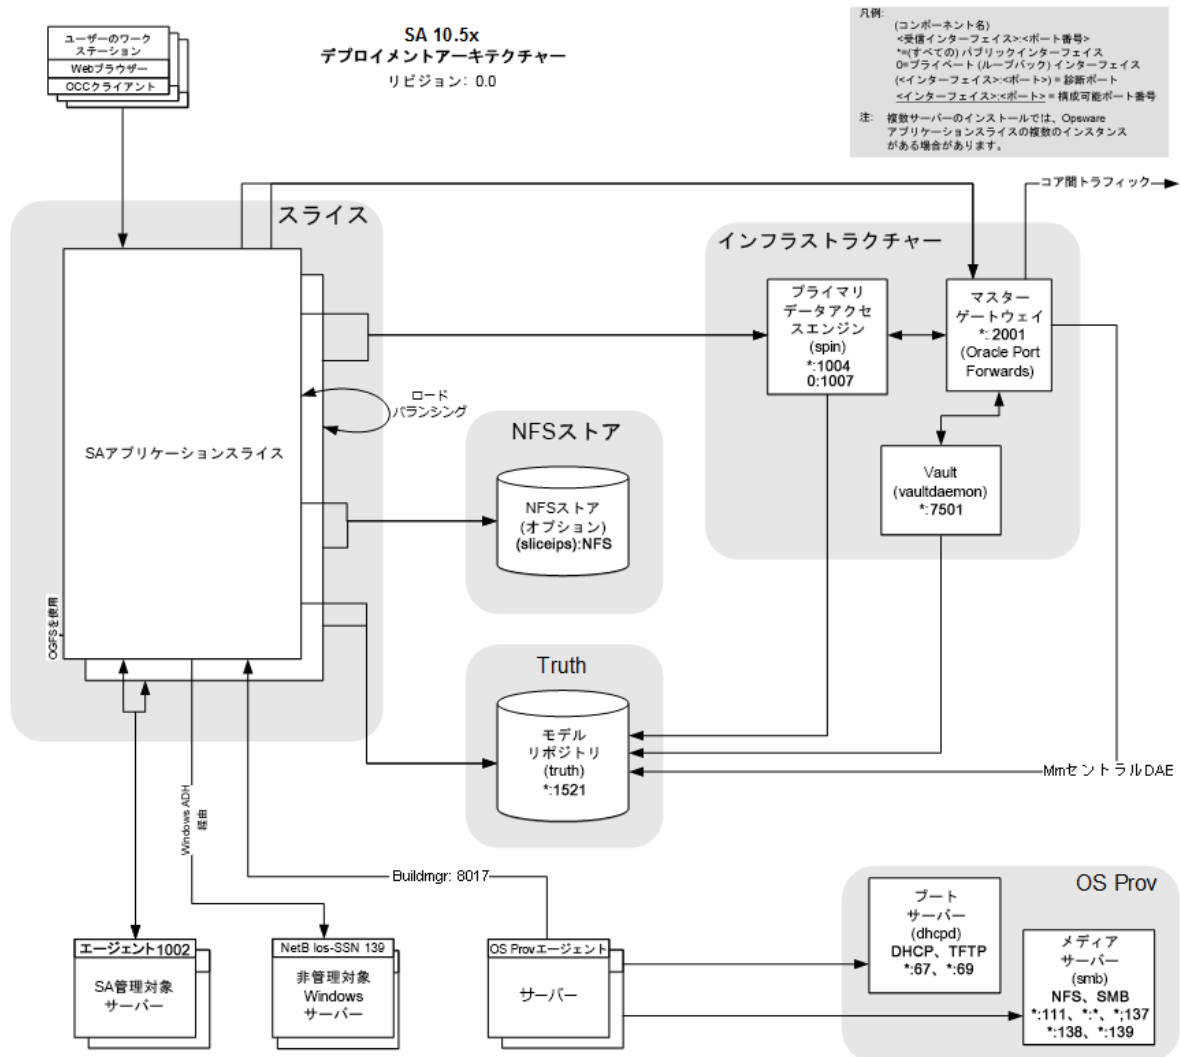 SA 10.5x
デプロイメントアーキテクチャー
リビジョン: 0.0
ユーザーのワーク
ステーション
Webブラウザー
OCCクライアント
凡例:
(コンポーネント名)
<受信インターフェイス>:<ポート番号>
*=(すべての) パブリックインターフェイス
0=プライベート (ループバック) インターフェイス
(<インターフェイス>:<ポート>) = 診断ポート
<インターフェイス>:<ポート> = 構成可能ポート番号
注: 複数サーバーのインストールでは、Opsware
アプリケーションスライスの複数のインスタンス
がある場合があります。
コア間トラフィック
スライス
SAアプリケーションスライス
ロード
バランシング
OGFSを使用
インフラストラクチャー
プライマリ
データアクセ
スエンジン
(spin)
*:1004
0:1007
マスター
ゲートウェイ
*:.2001
(Oracle Port
Forwards)
Vault
(vaultdaemon)
*:7501
NFSストア
NFSストア
(オプション)
(sliceips):NFS
Truth
モデル
リポジトリ
(truth)
*:1521
MmセントラルDAE
Windows ADH
経由
Buildmgr: 8017
エージェント1002
SA管理対象
サーバー
NetB Ios-SSN 139
非管理対象
Windows
サーバー
OS Provエージェント
サーバー
OS Prov
ブート
サーバー
(dhcpd)
DHCP、TFTP
*:67、*:69
メディア
サーバー
(smb)
NFS、SMB
*:111、*:*、*;137
*:138、*:139